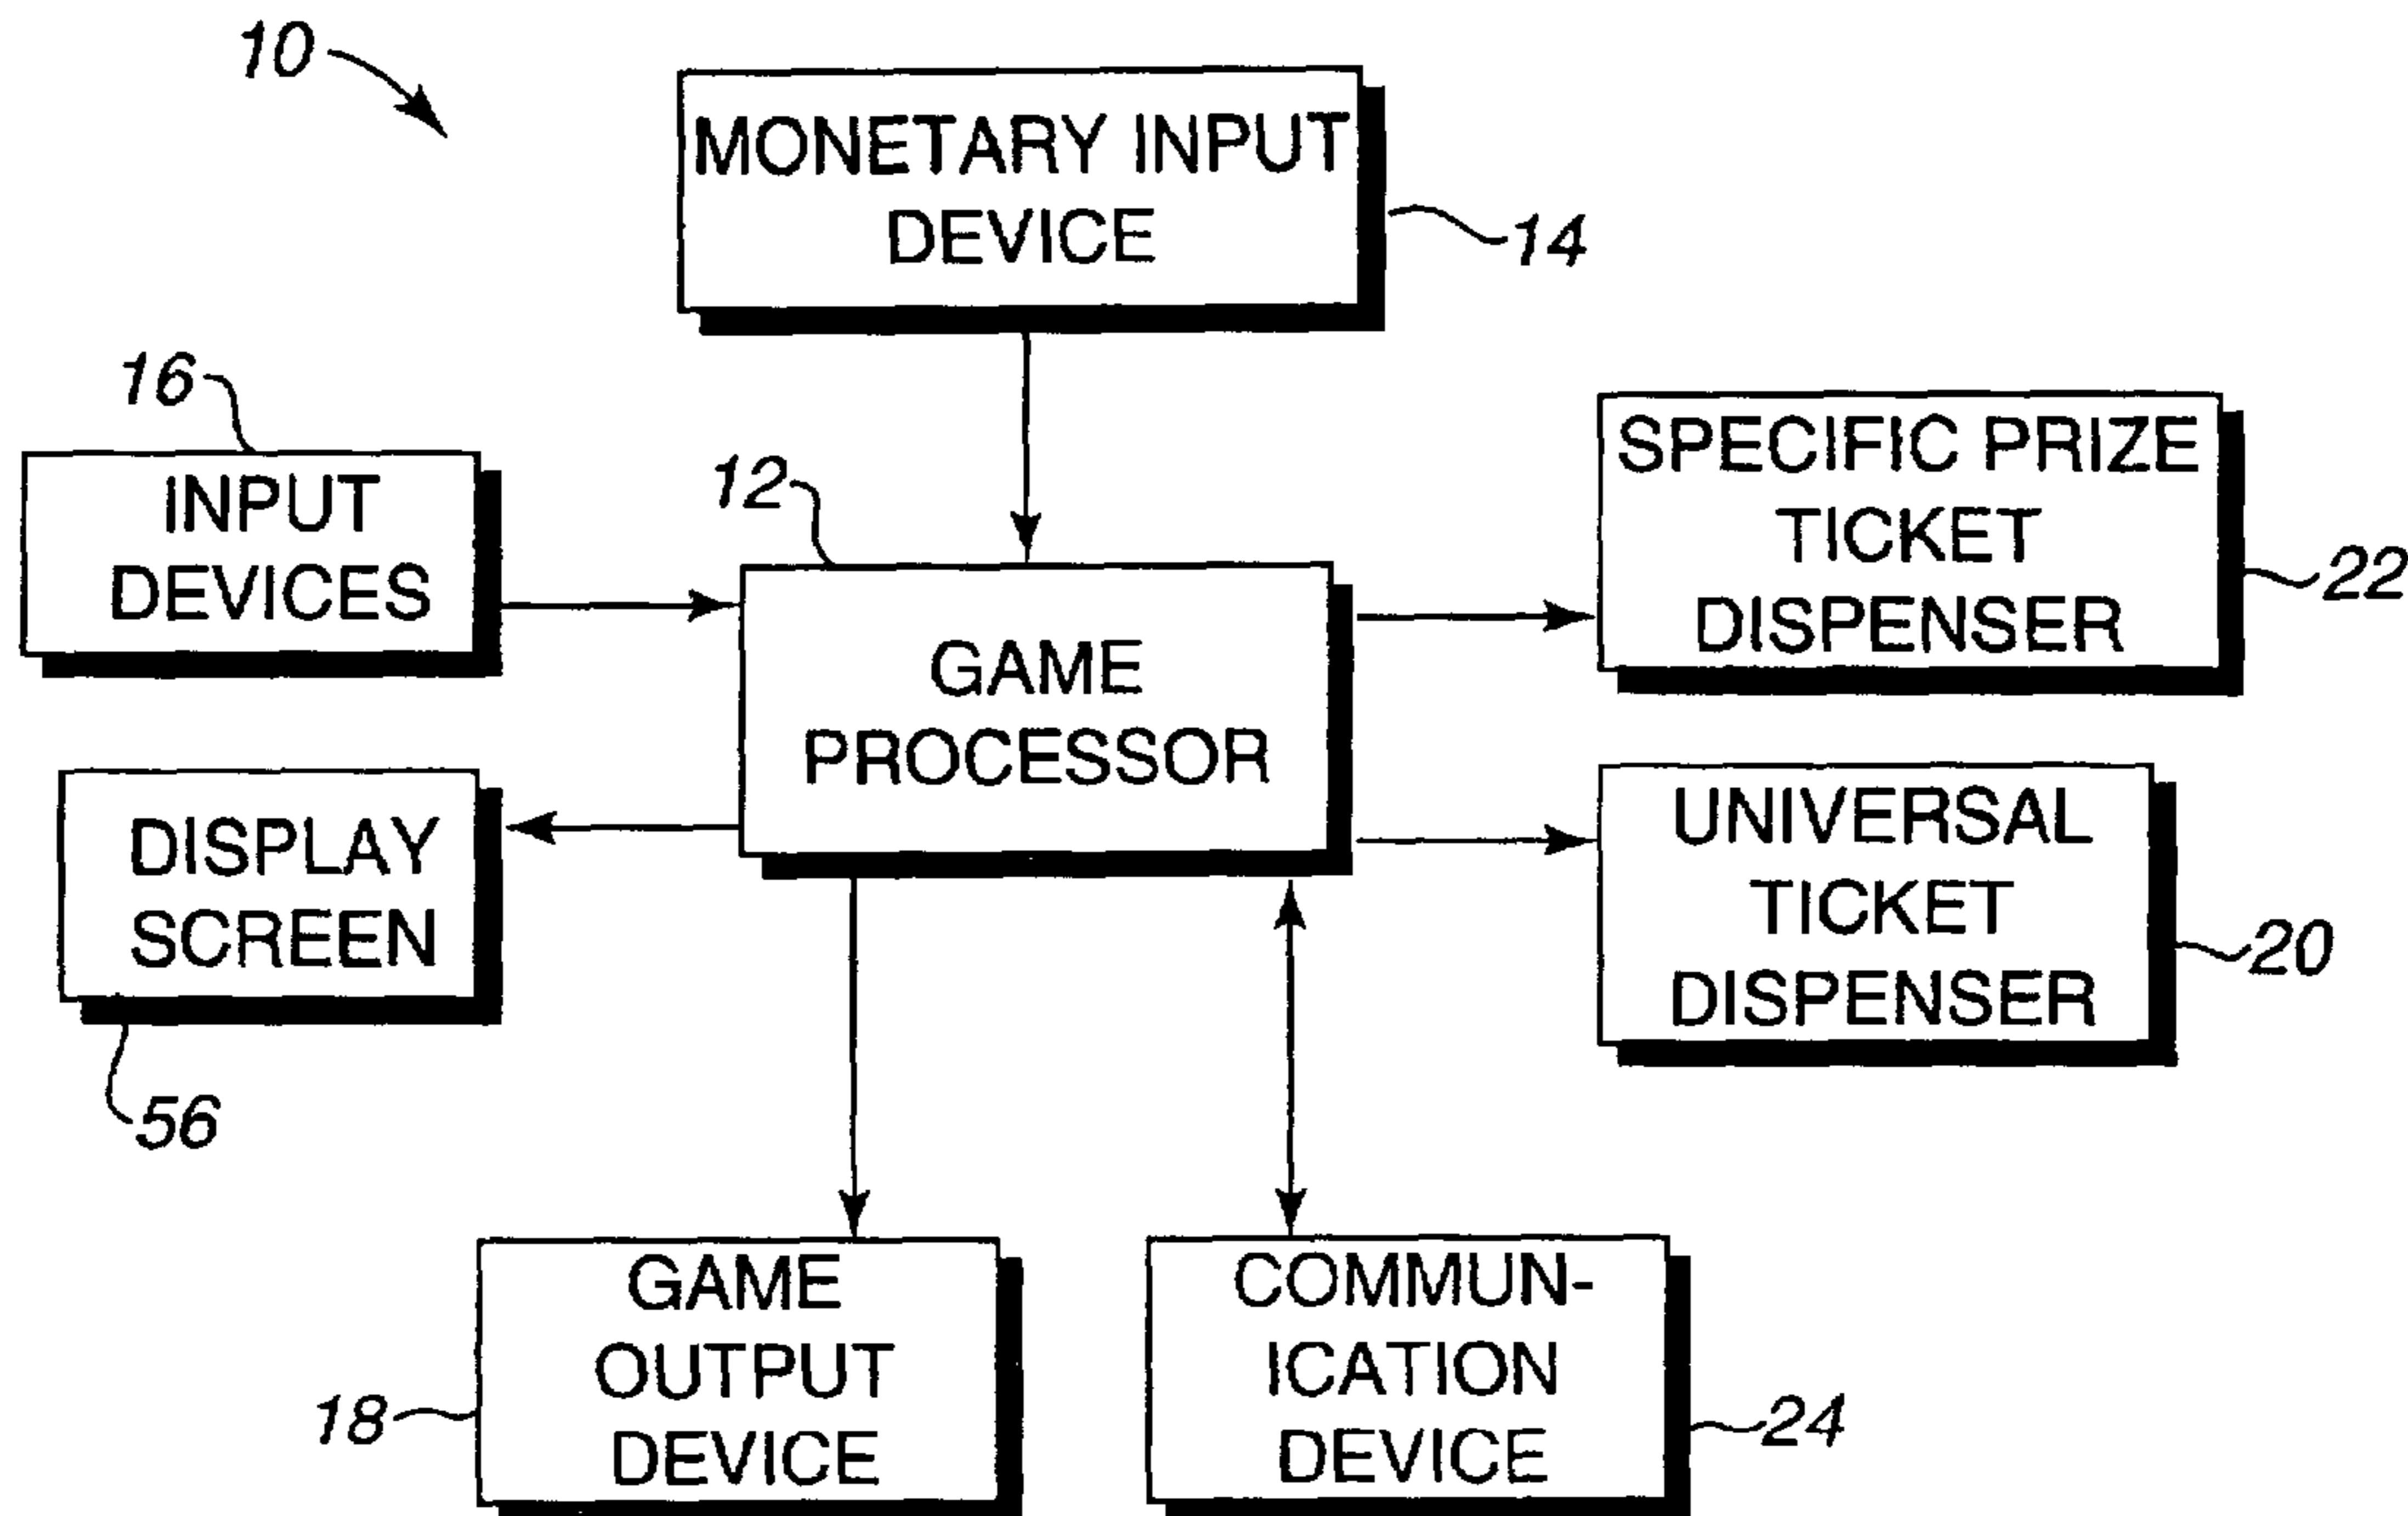 10
MONETARY INPUT
DEVICE
14
16
INPUT
DEVICES
12
GAME
PROCESSOR
SPECIFIC PRIZE
TICKET
DISPENSER
22
DISPLAY
SCREEN
56
UNIVERSAL
TICKET
DISPENSER
20
GAME
OUTPUT
DEVICE
18
COMMUN-
ICATION
DEVICE
24